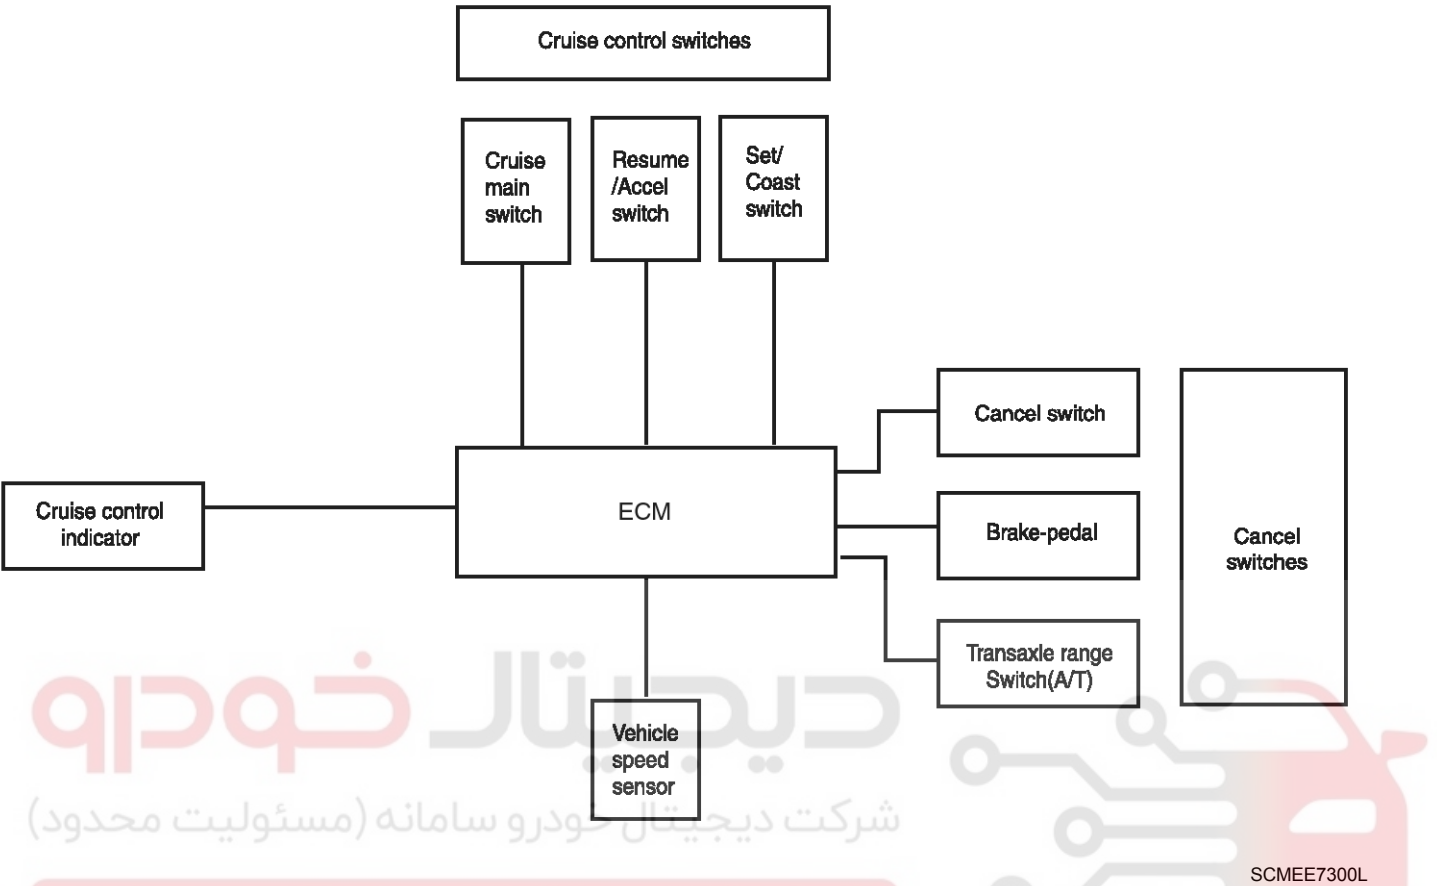 Cruise control switches
Cruise
main
switch
Resume
/Accel
switch
Set/
Coast
switch
Cancel switch
Cruise control
indicator
ECM
Brake-pedal
Cancel
switches
Transaxle range
Switch(A/T)
Vehicle
speed
sensor
دیجیتال خودرو
شرکت دیجیتال خودرو سامانه (مسئولیت محدود)
SCMEE7300L